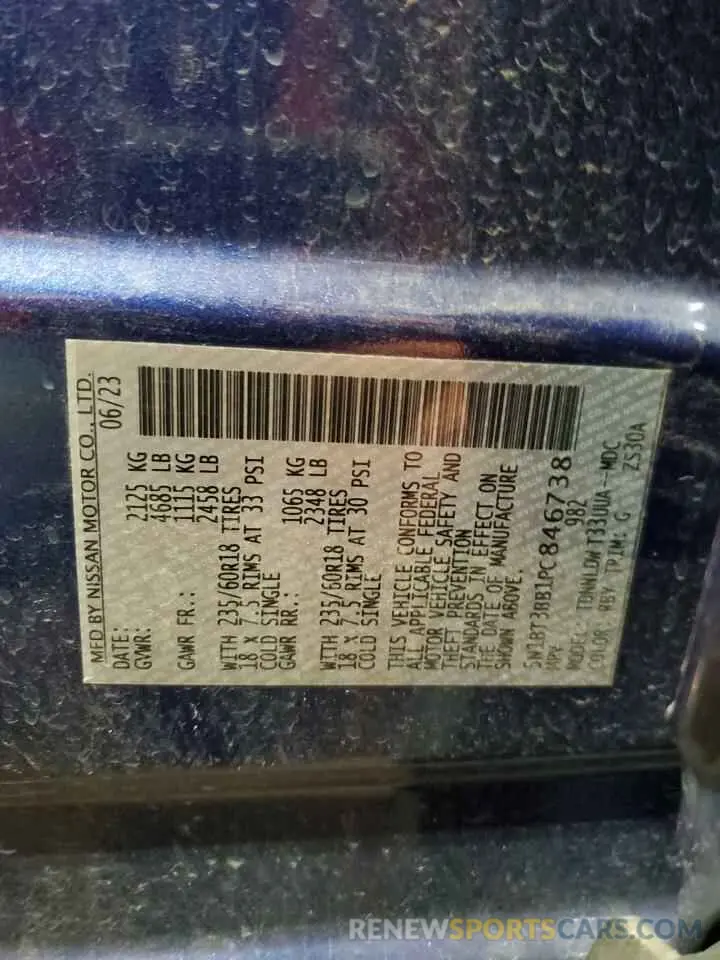 MFD BY NISSAN MOTOR CO., LTD.
DATE: 06/23
GVWR: 2125 KG
4685 LB
GAWR FR.: 1115 KG
2458 LB
WITH 235/60R18 TIRES
18 X 7.5 RIMS AT 33 PSI
COLD SINGLE
GAWR RR.: 1065 KG
2348 LB
WITH 235/60R18 TIRES
18 X 7.5 RIMS AT 30 PSI
COLD SINGLE
THIS VEHICLE CONFORMS TO
ALL APPLICABLE FEDERAL
MOTOR VEHICLE SAFETY AND
THEFT PREVENTION
STANDARDS IN EFFECT ON
THE DATE OF MANUFACTURE
SHOWN ABOVE.
5N1BT3BB1PC846738
MPV 982
MODEL: TDNNLDW T33UUA--MDC
COLOR: RBY TRIM: G ZS30A
RENEWSPORTSCARS.COM